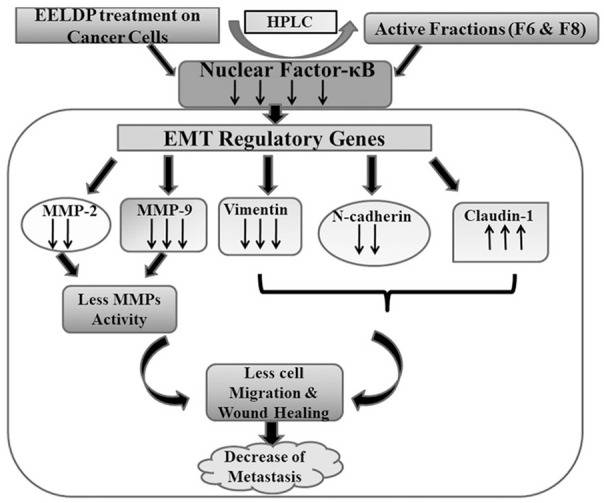 EELDP treatment on
Cancer Cells
HPLC
Active Fractions (F6 & F8)
Nuclear Factor-κB
EMT Regulatory Genes
MMP-2
MMP-9
Vimentin
N-cadherin
Claudin-1
Less MMPs
Activity
Less cell
Migration &
Wound Healing
Decrease of
Metastasis